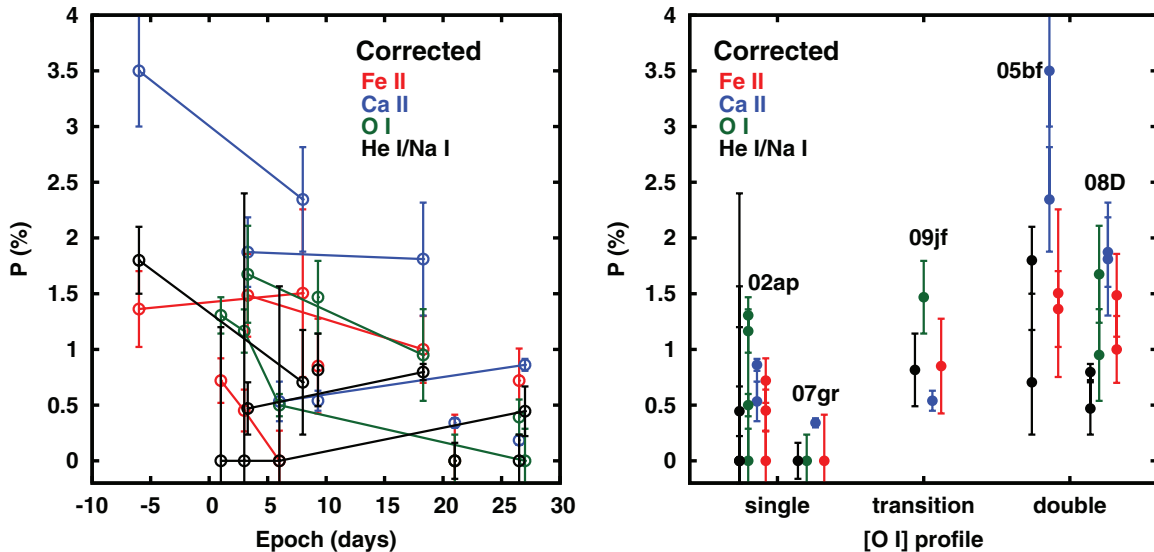 Corrected
Fe II
Ca II
O I
He I/Na I
P (%)
4
3.5
3
2.5
2
1.5
1
0.5
0
-10 -5 0 5 10 15 20 25 30
Epoch (days)
Corrected
Fe II
Ca II
O I
He I/Na I
05bf
08D
09jf
02ap
07gr
P (%)
4
3.5
3
2.5
2
1.5
1
0.5
0
single transition double
[O I] profile